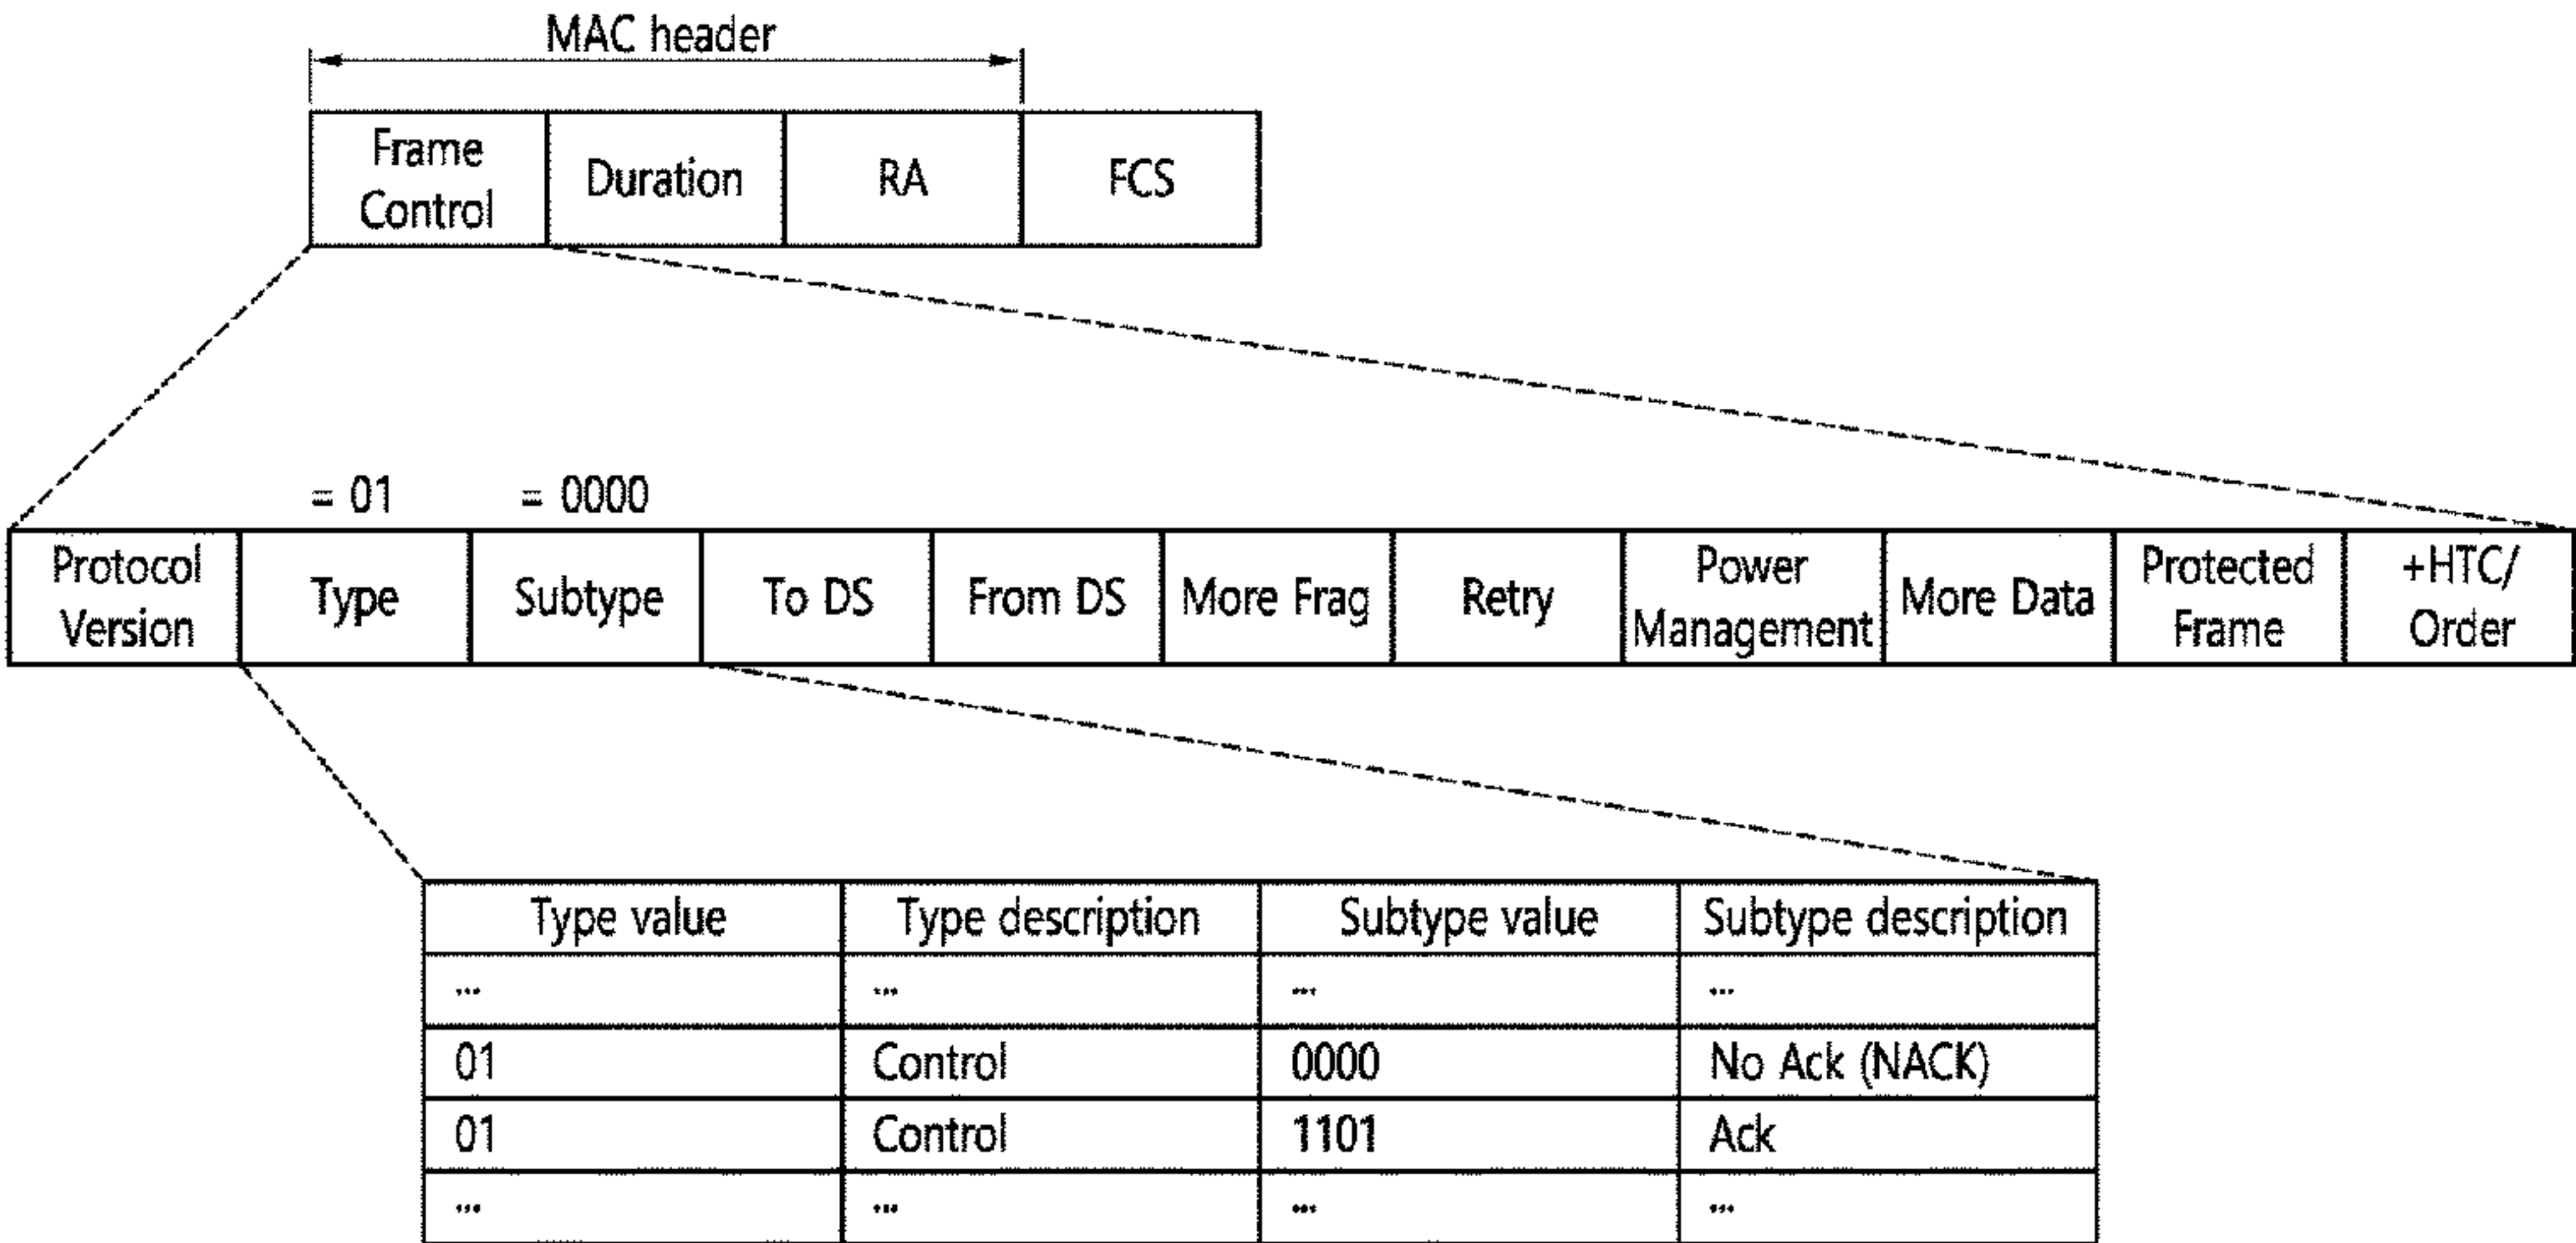 MAC header
Frame Control Duration RA FCS
= 01 = 0000
Protocol Version Type Subtype To DS From DS More Frag Retry Power Management More Data Protected Frame +HTC/ Order
Type value Type description Subtype value Subtype description
... ... ... ...
01 Control 0000 No Ack (NACK)
01 Control 1101 Ack
... ... ... ...